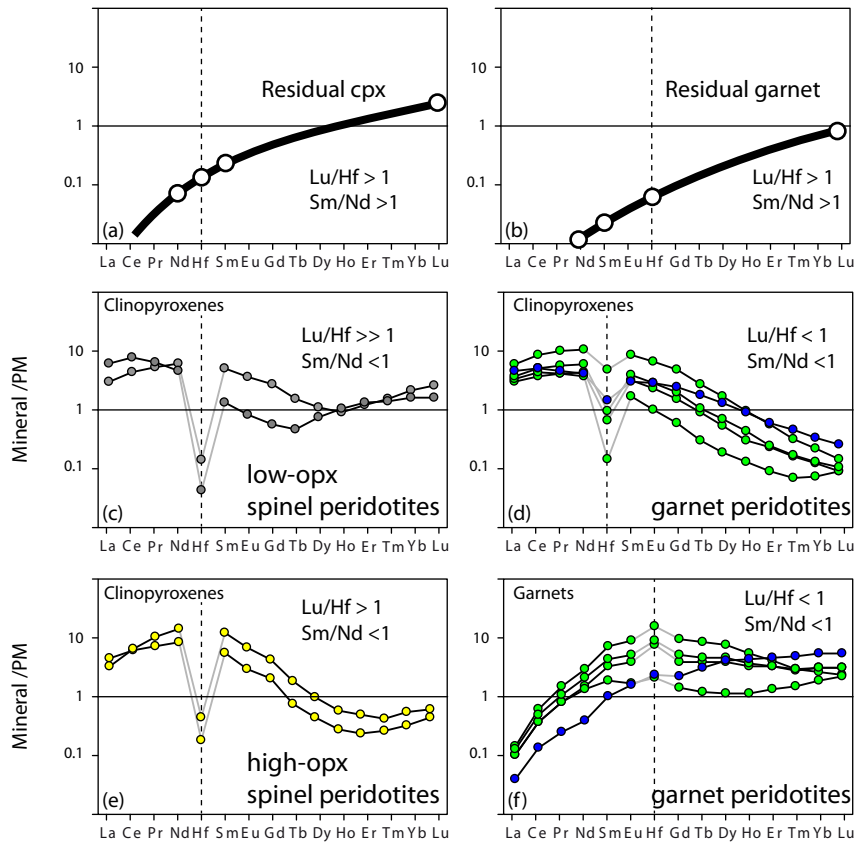 10
1
0.1
Residual cpx
Lu/Hf > 1
Sm/Nd >1
(a)
La Ce Pr Nd Hf Sm Eu Gd Tb Dy Ho Er Tm Yb Lu
10
1
0.1
Residual garnet
Lu/Hf > 1
Sm/Nd >1
(b)
La Ce Pr Nd Sm Eu Hf Gd Tb Dy Ho Er Tm Yb Lu
Mineral /PM
10
1
0.1
Clinopyroxenes
Lu/Hf >> 1
Sm/Nd <1
low-opx
spinel peridotites
(c)
La Ce Pr Nd Hf Sm Eu Gd Tb Dy Ho Er Tm Yb Lu
10
1
0.1
Clinopyroxenes
Lu/Hf < 1
Sm/Nd <1
garnet peridotites
(d)
La Ce Pr Nd Hf Sm Eu Gd Tb Dy Ho Er Tm Yb Lu
Mineral /PM
10
1
0.1
Clinopyroxenes
Lu/Hf > 1
Sm/Nd <1
high-opx
spinel peridotites
(e)
La Ce Pr Nd Hf Sm Eu Gd Tb Dy Ho Er Tm Yb Lu
10
1
0.1
Garnets
Lu/Hf < 1
Sm/Nd <1
garnet peridotites
(f)
La Ce Pr Nd Sm Eu Hf Gd Tb Dy Ho Er Tm Yb Lu